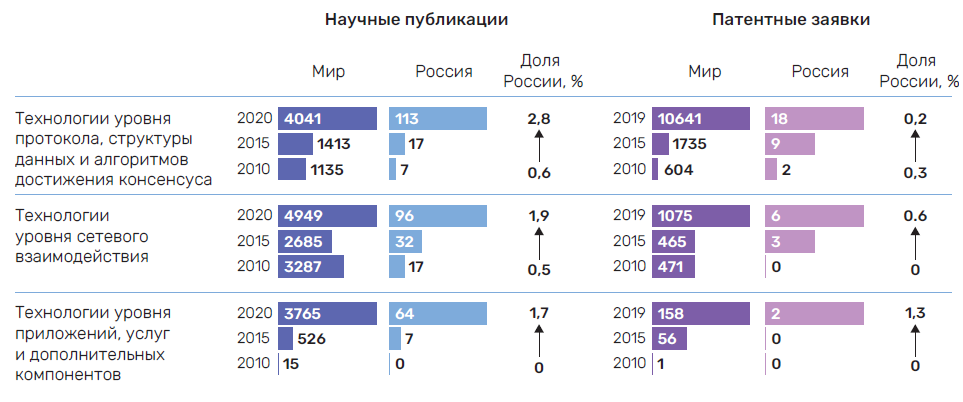 Научные публикации
Патентные заявки
Мир
Россия
Доля
России, %
Мир
Россия
Доля
России, %
Технологии уровня
протокола, структуры
данных и алгоритмов
достижения консенсуса
2020 4041 113 2,8
2015 1413 17
2010 1135 7 0,6
2019 10641 18 0,2
2015 1735 9
2010 604 2 0,3
Технологии
уровня сетевого
взаимодействия
2020 4949 96 1,9
2015 2685 32
2010 3287 17 0,5
2019 1075 6 0.6
2015 465 3
2010 471 0 0
Технологии уровня
приложений, услуг
и дополнительных
компонентов
2020 3765 64 1,7
2015 526 7
2010 15 0 0
2019 158 2 1,3
2015 56 0
2010 1 0 0